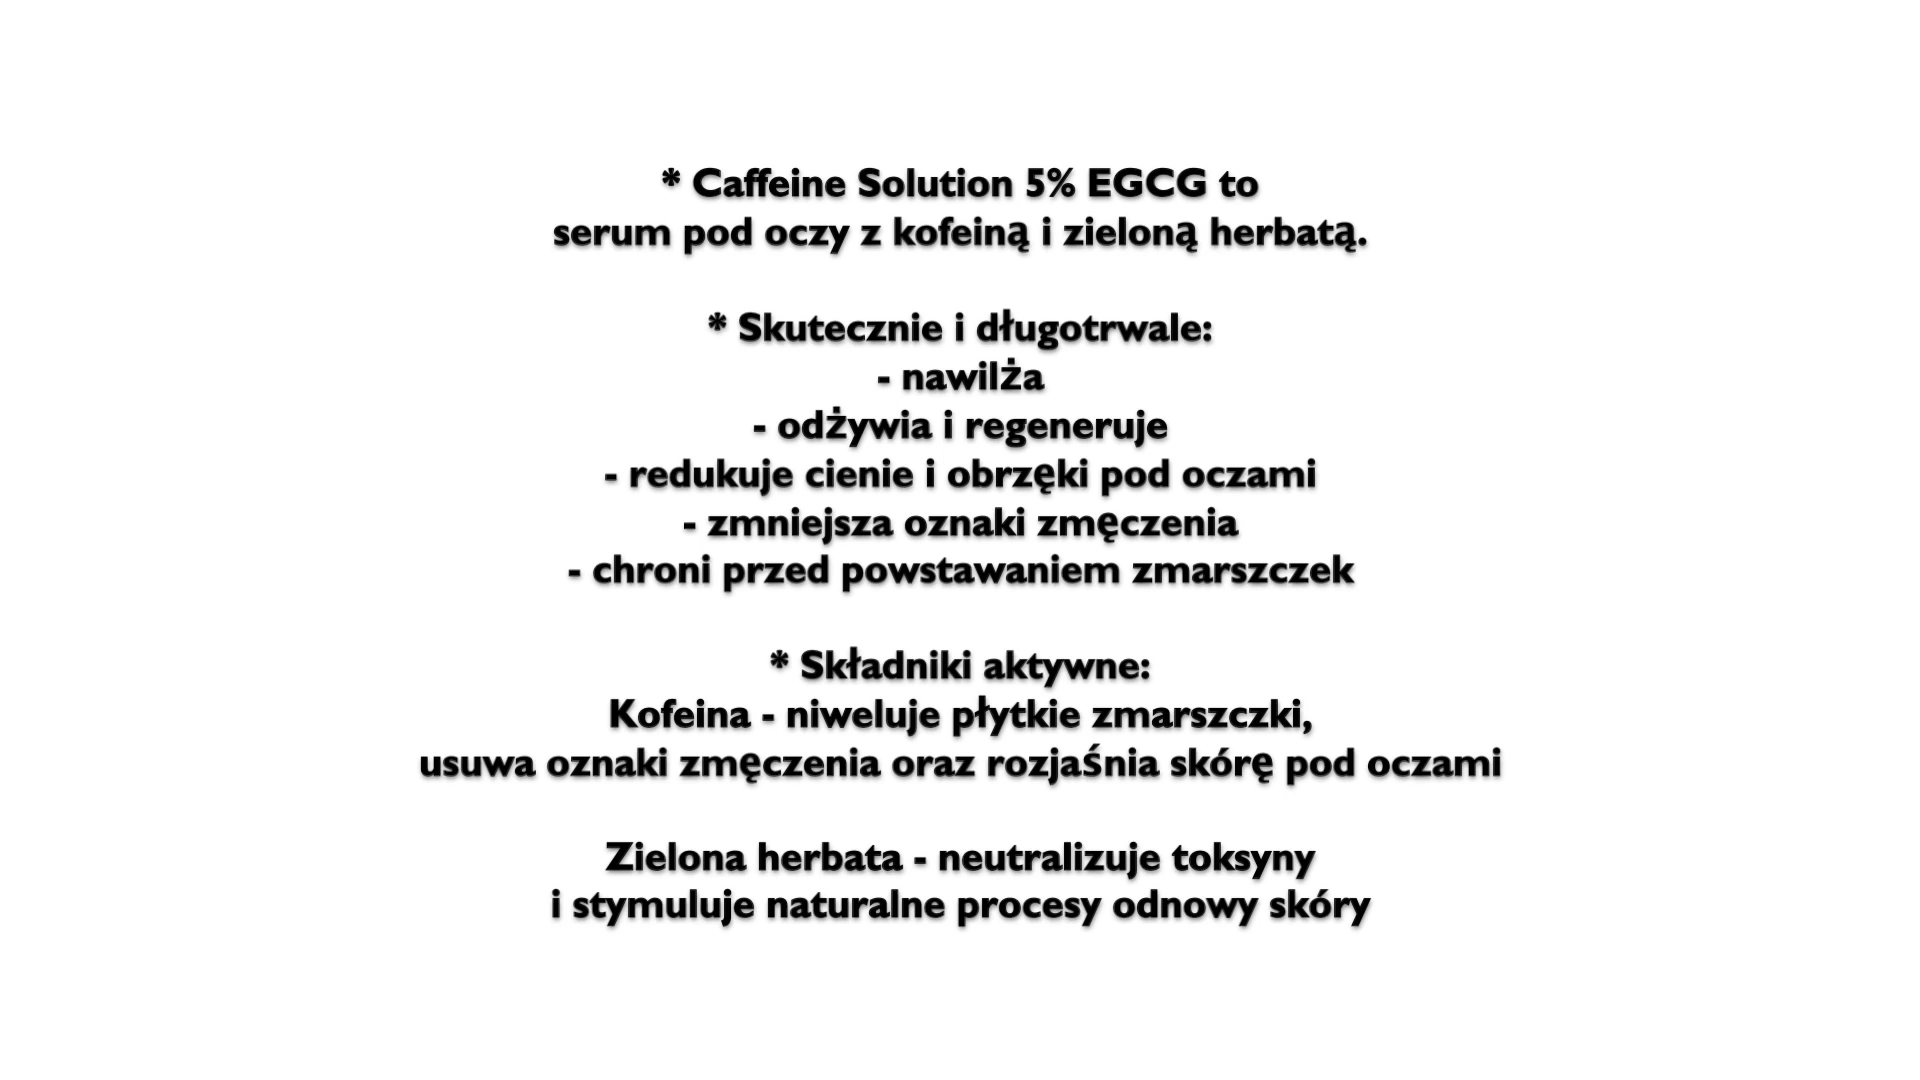 * Caffeine Solution 5% EGCG to
serum pod oczy z kofeiną i zieloną herbatą.
* Skutecznie i długotrwale:
- nawilża
- odżywia i regeneruje
- redukuje cienie i obrzęki pod oczami
- zmniejsza oznaki zmęczenia
- chroni przed powstawaniem zmarszczek
* Składniki aktywne:
Kofeina - niweluje płytkie zmarszczki,
usuwa oznaki zmęczenia oraz rozjaśnia skórę pod oczami
Zielona herbata - neutralizuje toksyny
i stymuluje naturalne procesy odnowy skóry